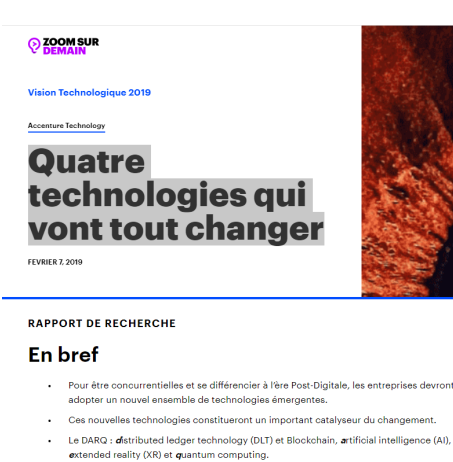 ZOOM SUR
DEMAIN
Vision Technologique 2019
Accenture Technology
Quatre
technologies qui
vont tout changer
FEVRIER 7, 2019
RAPPORT DE RECHERCHE
En bref
• Pour être concurrentielles et se différencier à l'ère Post-Digitale, les entreprises devront
adopter un nouvel ensemble de technologies émergentes.
• Ces nouvelles technologies constitueront un important catalyseur du changement.
• Le DARQ : distributed ledger technology (DLT) et Blockchain, artificial intelligence (AI),
extended reality (XR) et quantum computing.